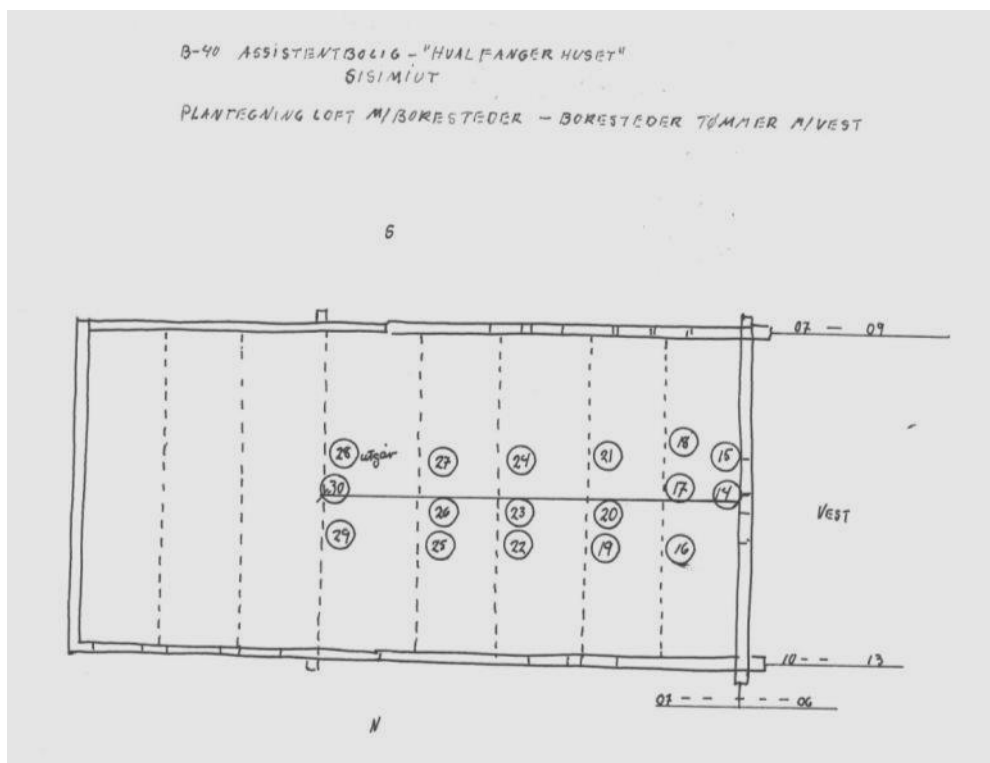 B-40 ASSISTENTBOLIG - "HVALFANGER HUSET"
SISIMIUT
PLANTEGNING LOFT M/BORESTEDER - BORESTEDER TØMMER M/VEST
S
07 — 09
28 utgår 27 24 21 18 15
30 17 14
26 23 20
29 25 22 19 16
VEST
10 - - 13
07 - - - - - 06
N